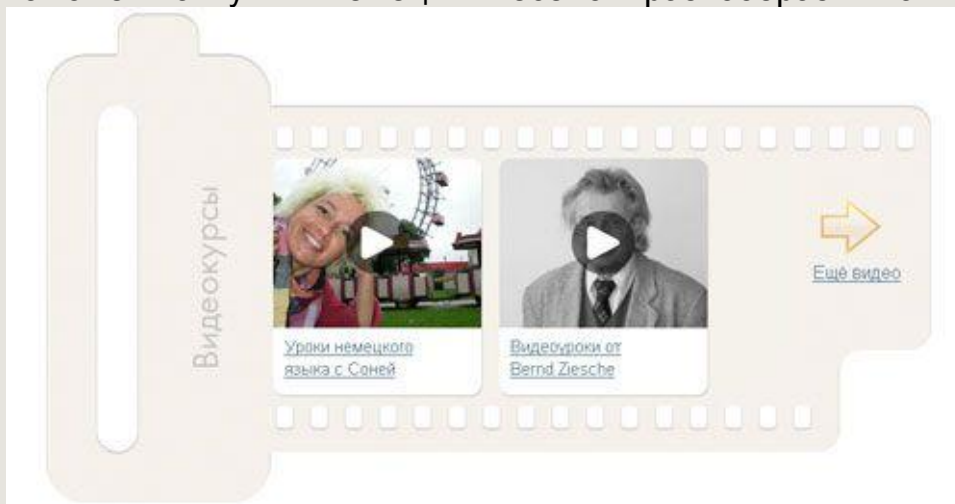 Видеокурсы
Уроки немецкого
языка с Соней
Видеоуроки от
Bernd Ziesche
Ещё видео